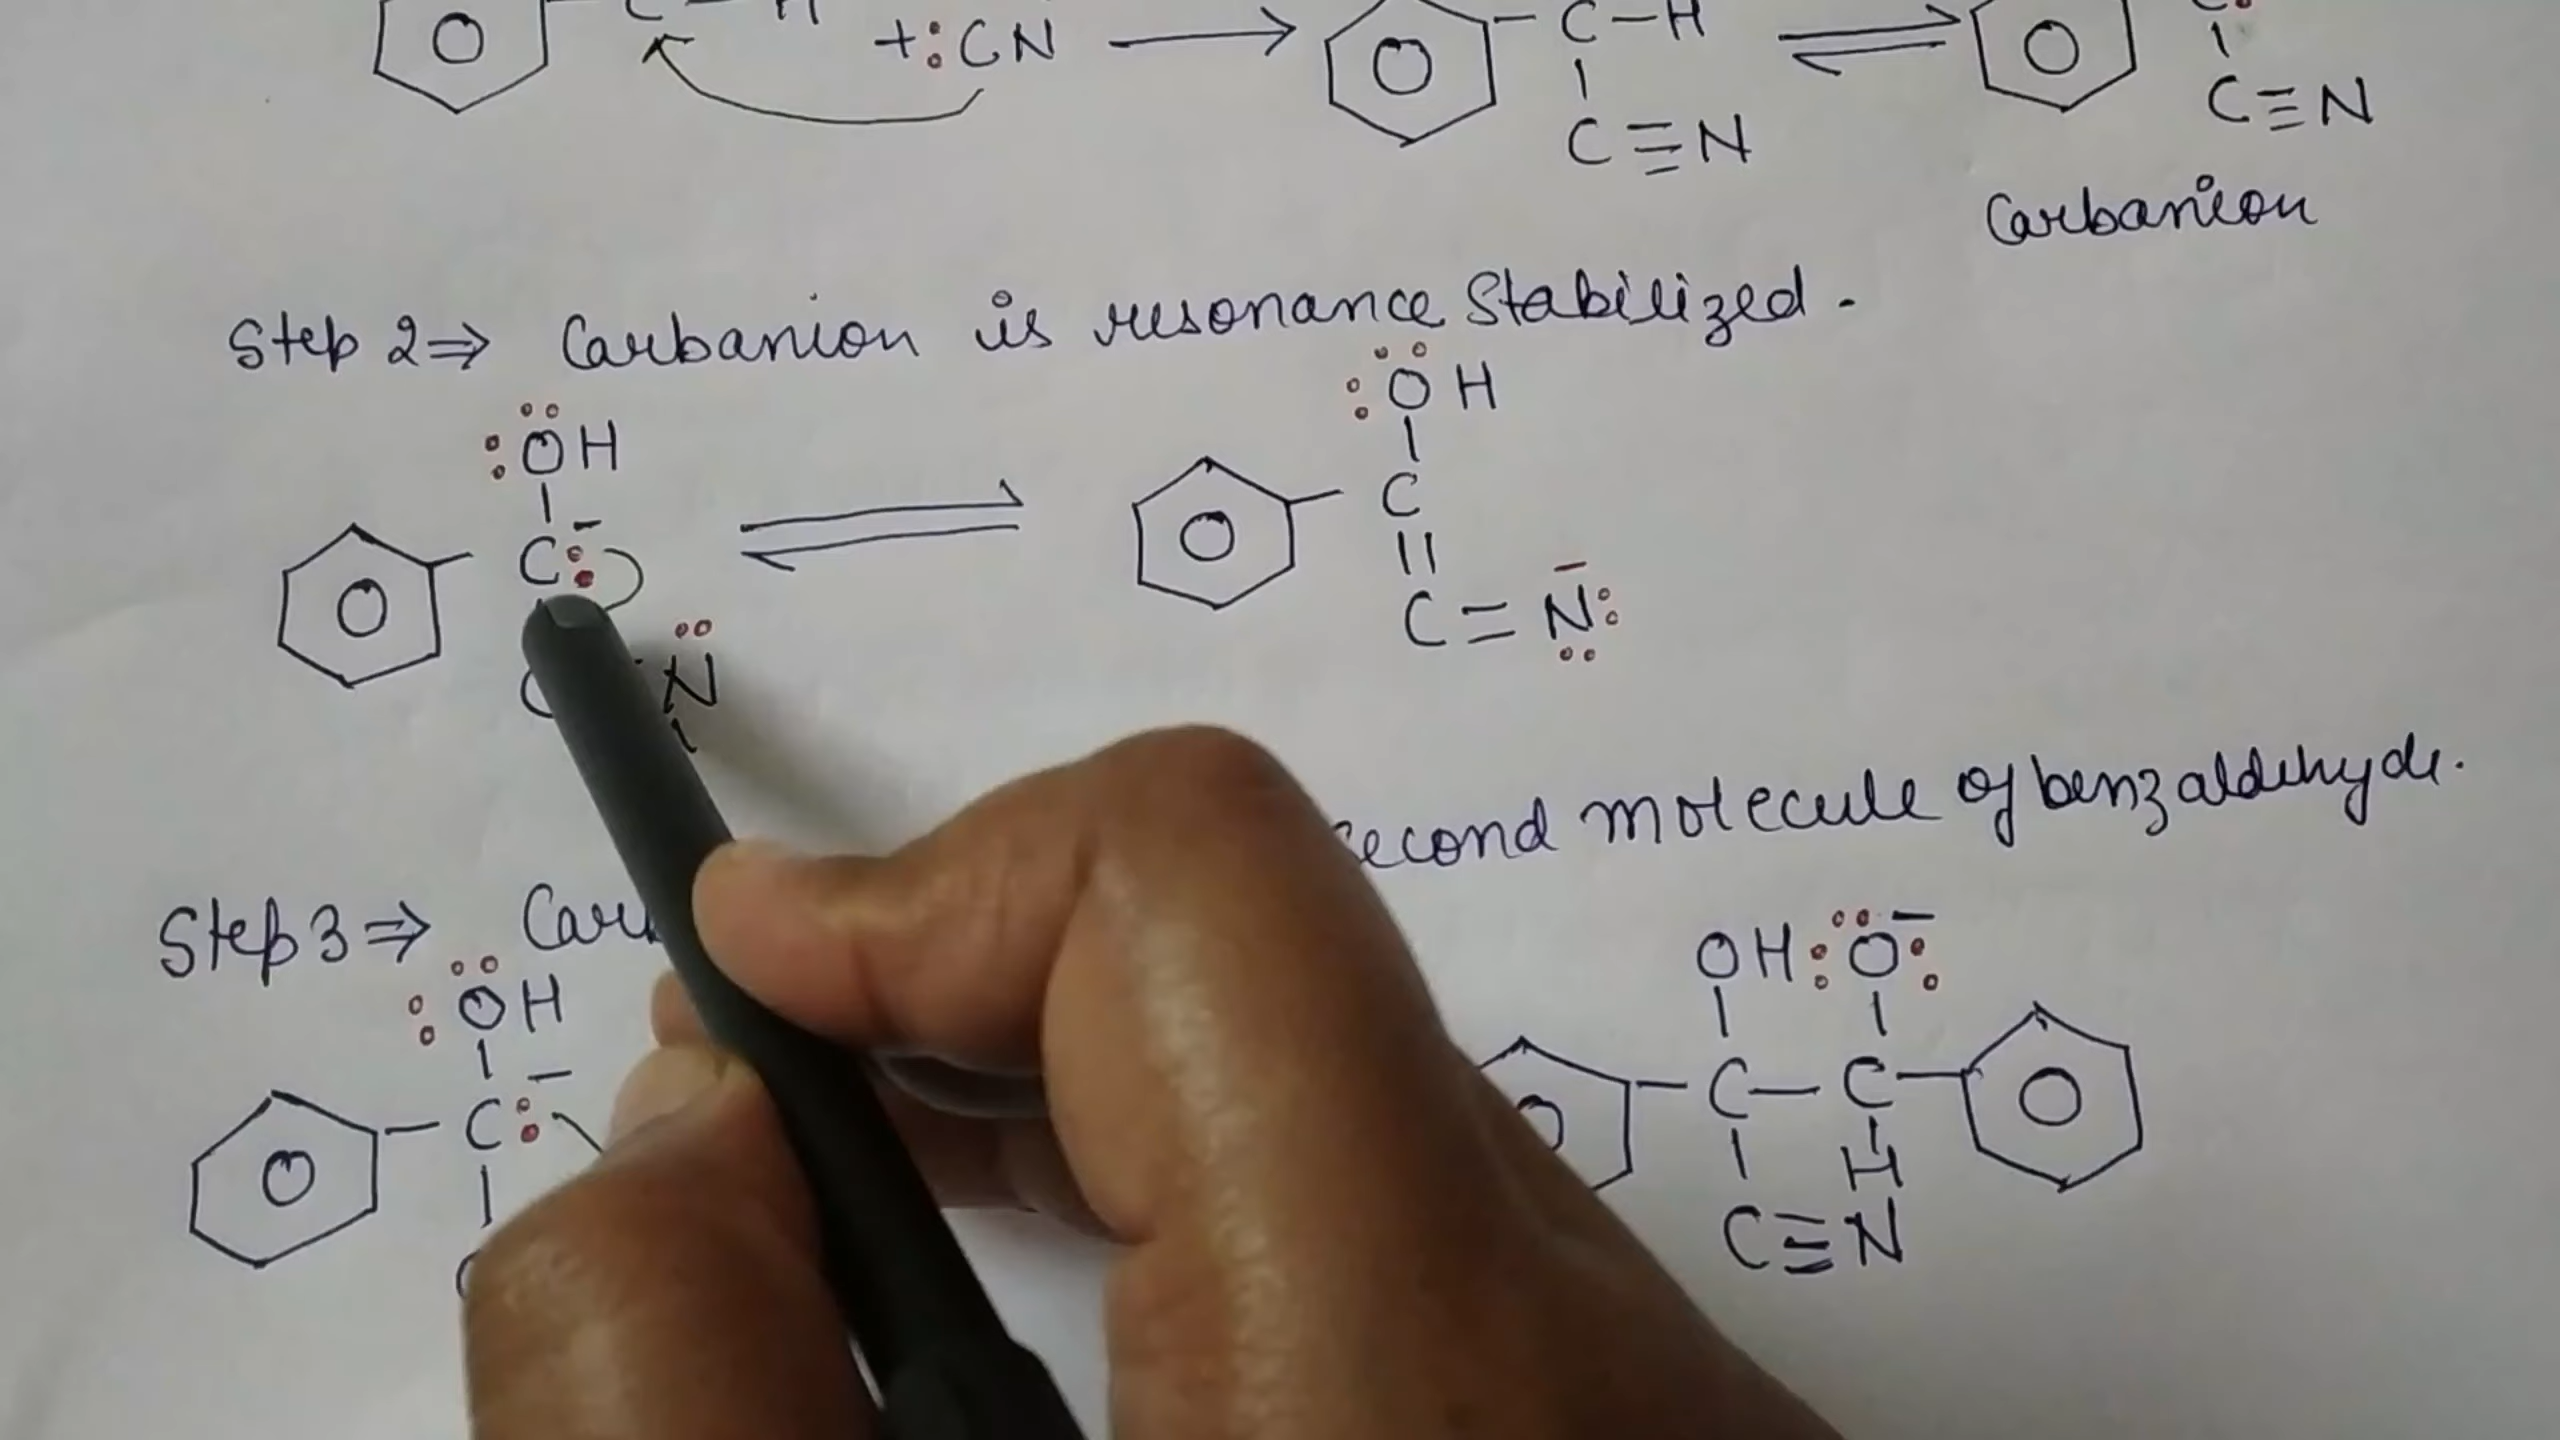 C - H + :CN → C - H ⇌ C:
C ≡ N C ≡ N
Carbanion
Step 2 ⇒ Carbanion is resonance Stabilized.
:OH ⇌ :OH
C:⁻ C
N C = N:⁻
second molecule of benzaldehyde.
Step 3 ⇒
:OH OH :O:⁻
C:⁻ C — C
H
C ≡ N